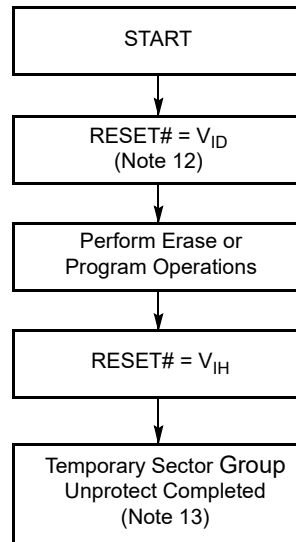 START
RESET# = VID
(Note 12)
Perform Erase or
Program Operations
RESET# = VIH
Temporary Sector Group
Unprotect Completed
(Note 13)